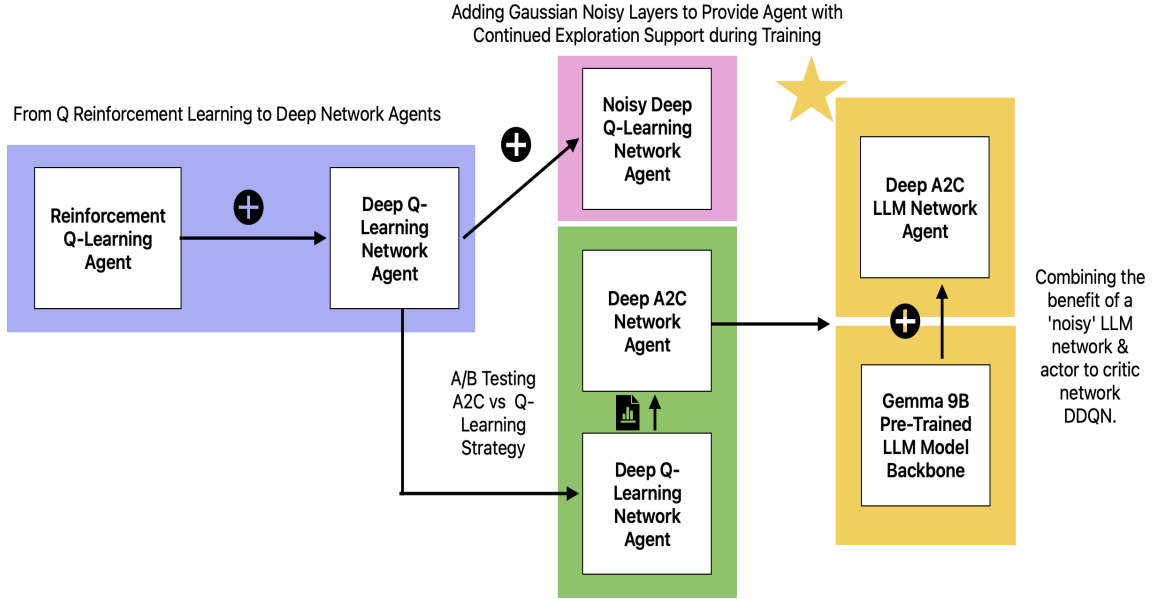 Adding Gaussian Noisy Layers to Provide Agent with
Continued Exploration Support during Training
From Q Reinforcement Learning to Deep Network Agents
Reinforcement
Q-Learning
Agent
Deep Q-
Learning
Network
Agent
Noisy Deep
Q-Learning
Network
Agent
Deep A2C
Network
Agent
A/B Testing
A2C vs Q-
Learning
Strategy
Deep Q-
Learning
Network
Agent
Deep A2C
LLM Network
Agent
Gemma 9B
Pre-Trained
LLM Model
Backbone
Combining the
benefit of a
'noisy' LLM
network &
actor to critic
network
DDQN.